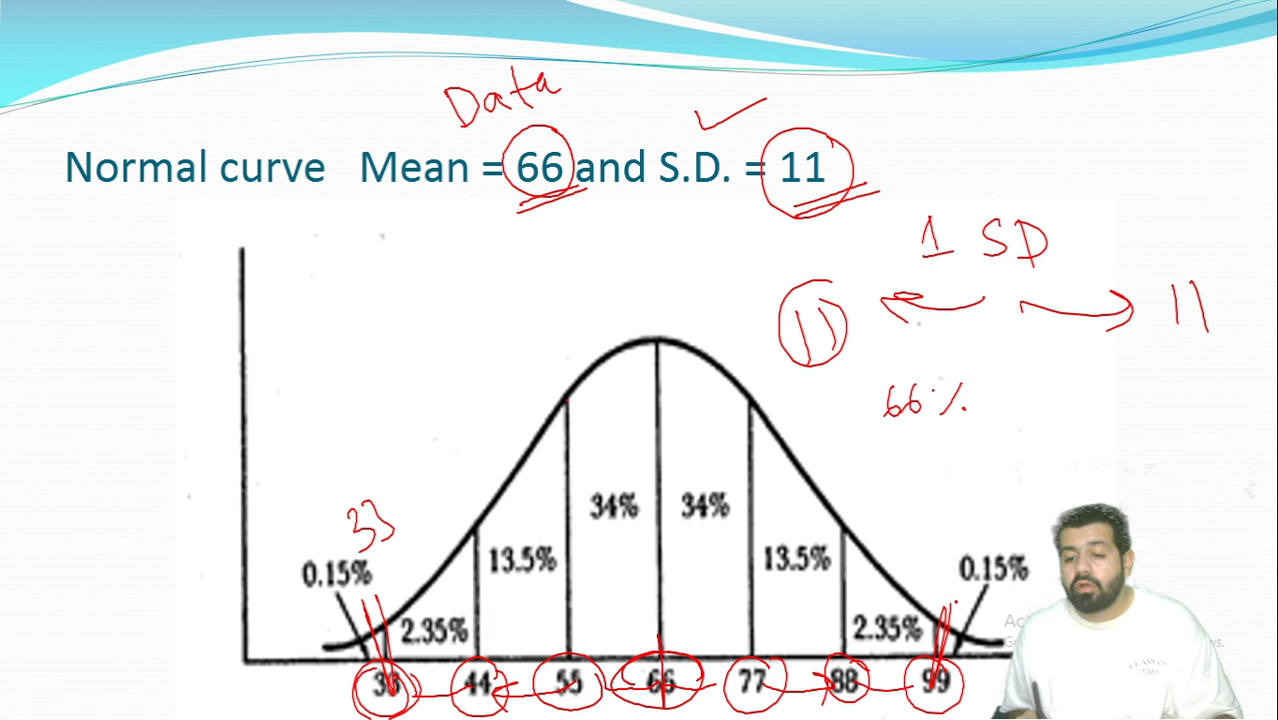 Data
Normal curve Mean = 66 and S.D. = 11
1 SD
11 11
66%
34% 34%
33
13.5% 13.5%
0.15% 0.15%
2.35% 2.35%
33 44 55 66 77 88 99